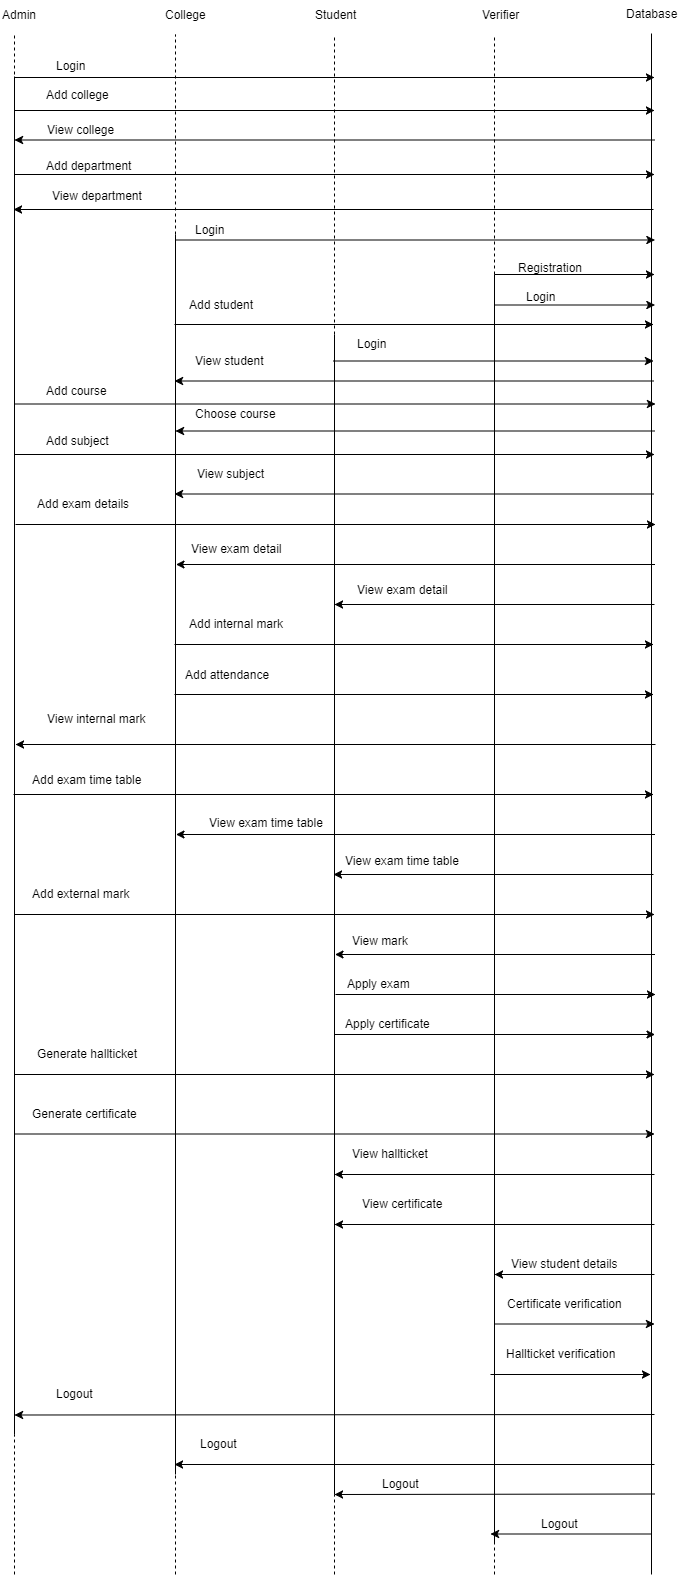 Admin
College
Student
Verifier
Database
Login
Add college
View college
Add department
View department
Login
Registration
Login
Add student
Login
View student
Add course
Choose course
Add subject
View subject
Add exam details
View exam detail
View exam detail
Add internal mark
Add attendance
View internal mark
Add exam time table
View exam time table
View exam time table
Add external mark
View mark
Apply exam
Apply certificate
Generate hallticket
Generate certificate
View hallticket
View certificate
View student details
Certificate verification
Hallticket verification
Logout
Logout
Logout
Logout